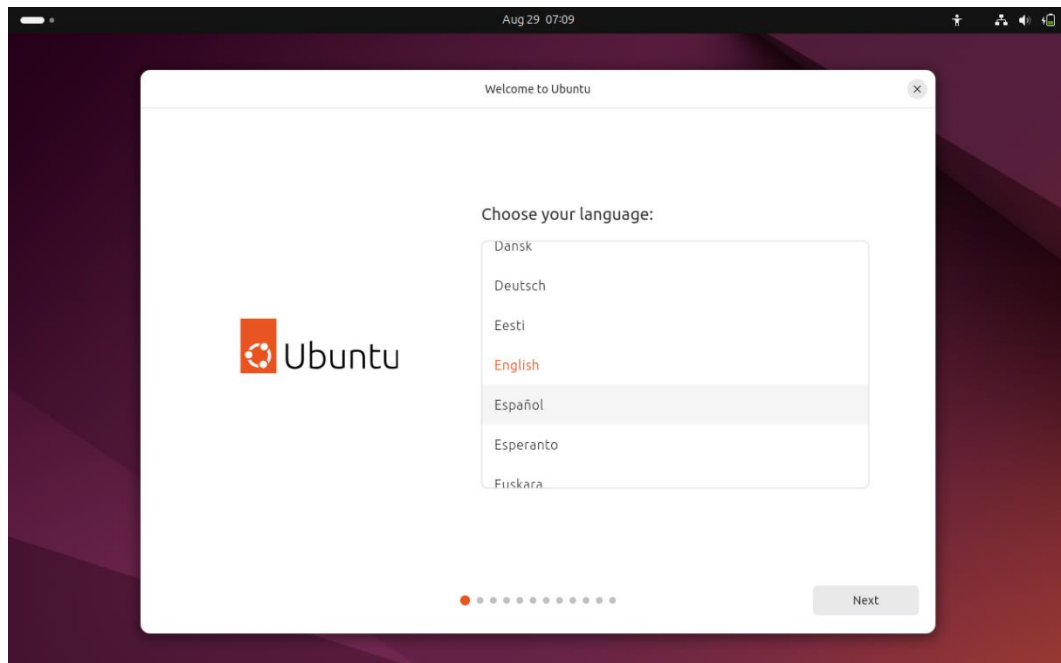 Aug 29 07:09
Welcome to Ubuntu
Choose your language:
Dansk
Deutsch
Eesti
English
Español
Esperanto
Euskara
Ubuntu
Next